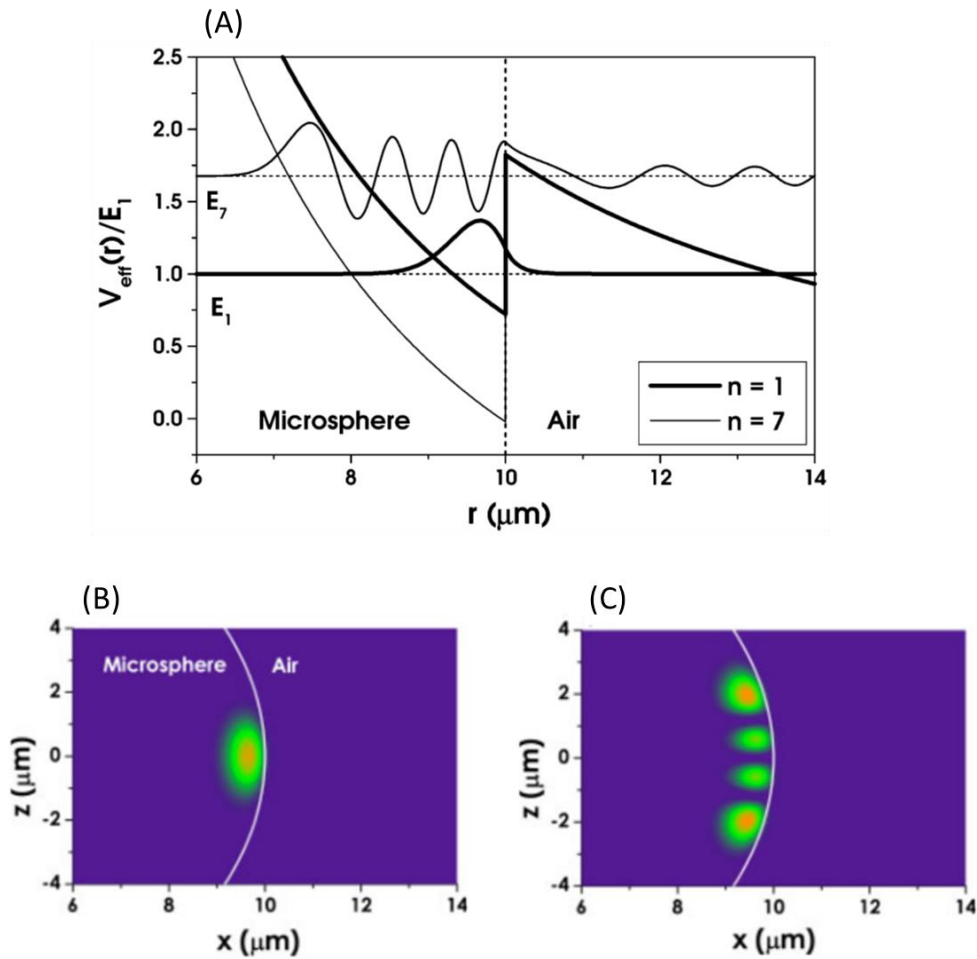 (A)
V_eff(r)/E_1
2.5
2.0
1.5
1.0
0.5
0.0
E_7
E_1
Microsphere
Air
n = 1
n = 7
6
8
10
12
14
r (μm)
(B)
z (μm)
4
2
0
-2
-4
Microsphere
Air
6
8
10
12
14
x (μm)
(C)
z (μm)
4
2
0
-2
-4
6
8
10
12
14
x (μm)